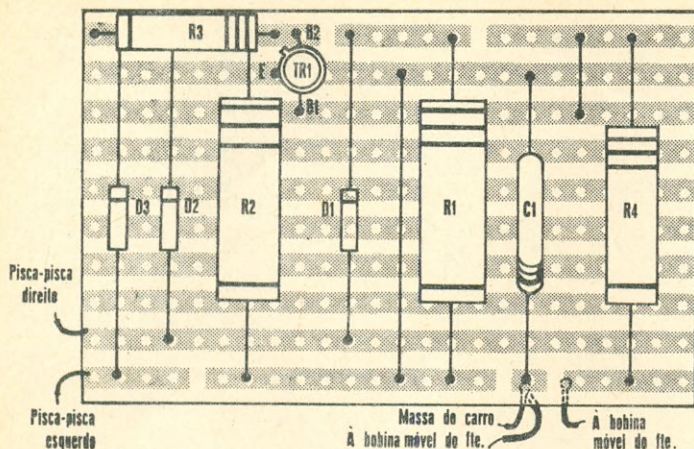 R3
B2
E
TR1
B1
D3
D2
R2
D1
R1
C1
R4
Pisca-pisca
direito
Pisca-pisca
esquerdo
Massa do carro
À bobina móvel do fte.
À bobina
móvel do fte.